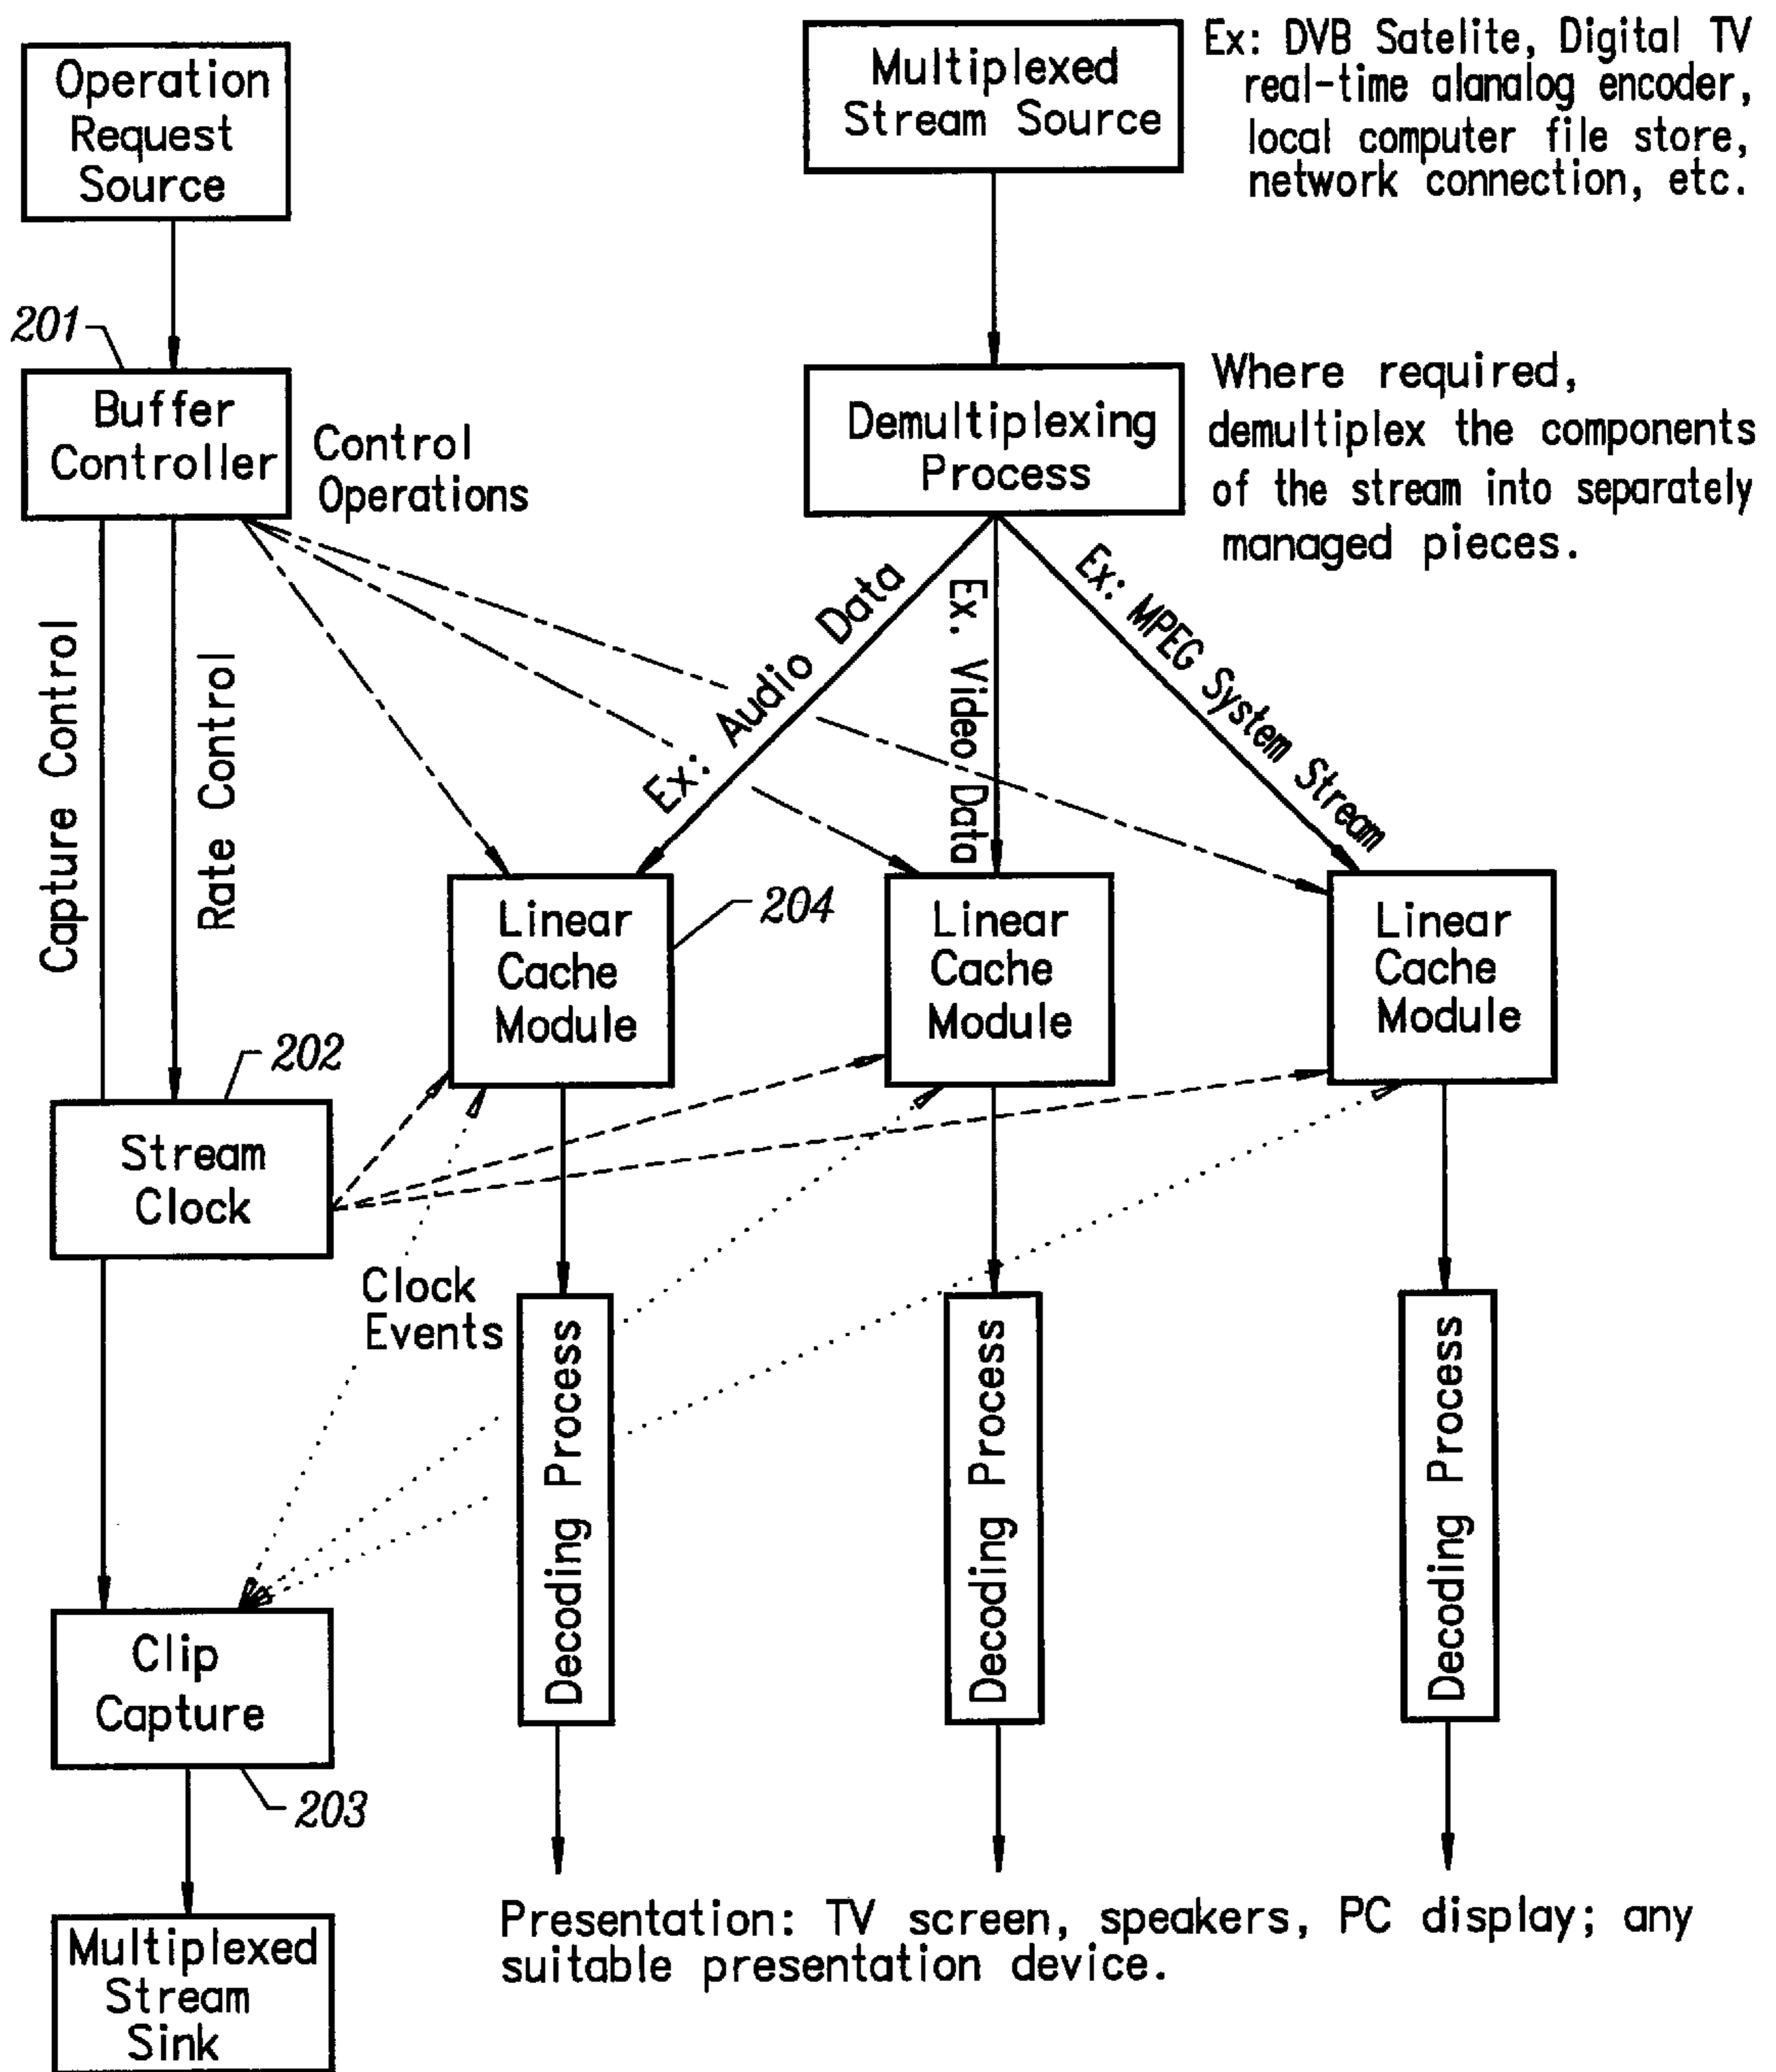 Operation
Request
Source
Multiplexed
Stream Source
Ex: DVB Satelite, Digital TV
real-time alanalog encoder,
local computer file store,
network connection, etc.
201
Buffer
Controller
Control
Operations
Demultiplexing
Process
Where required,
demultiplex the components
of the stream into separately
managed pieces.
Capture Control
Rate Control
Ex: Audio Data
Ex. Video Data
Ex: MPEG System Stream
Linear
Cache
Module
204
Linear
Cache
Module
Linear
Cache
Module
202
Stream
Clock
Clock
Events
Decoding Process
Decoding Process
Decoding Process
Clip
Capture
203
Multiplexed
Stream
Sink
Presentation: TV screen, speakers, PC display; any
suitable presentation device.